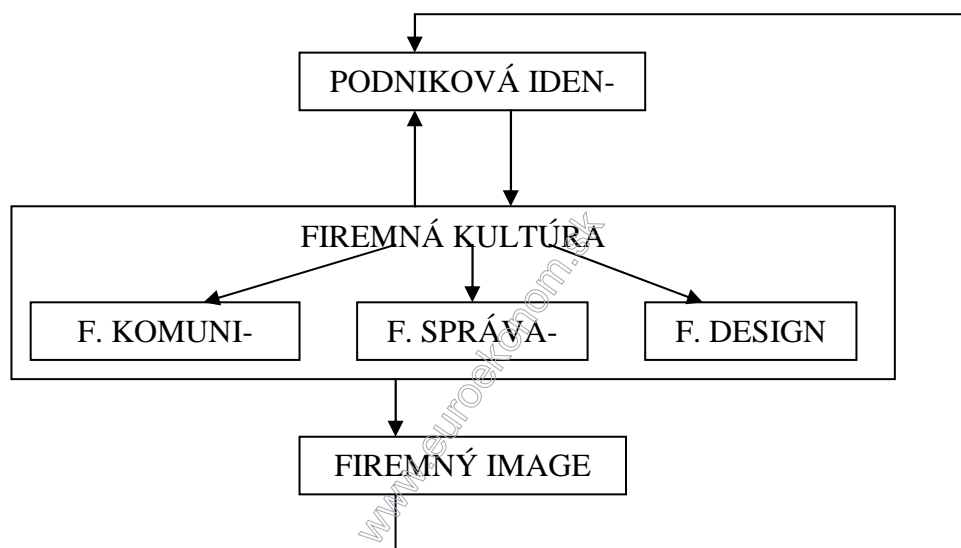 PODNIKOVÁ IDEN-
FIREMNÁ KULTÚRA
F. KOMUNI-
F. SPRÁVA-
F. DESIGN
FIREMNÝ IMAGE
www.euroekonom.sk